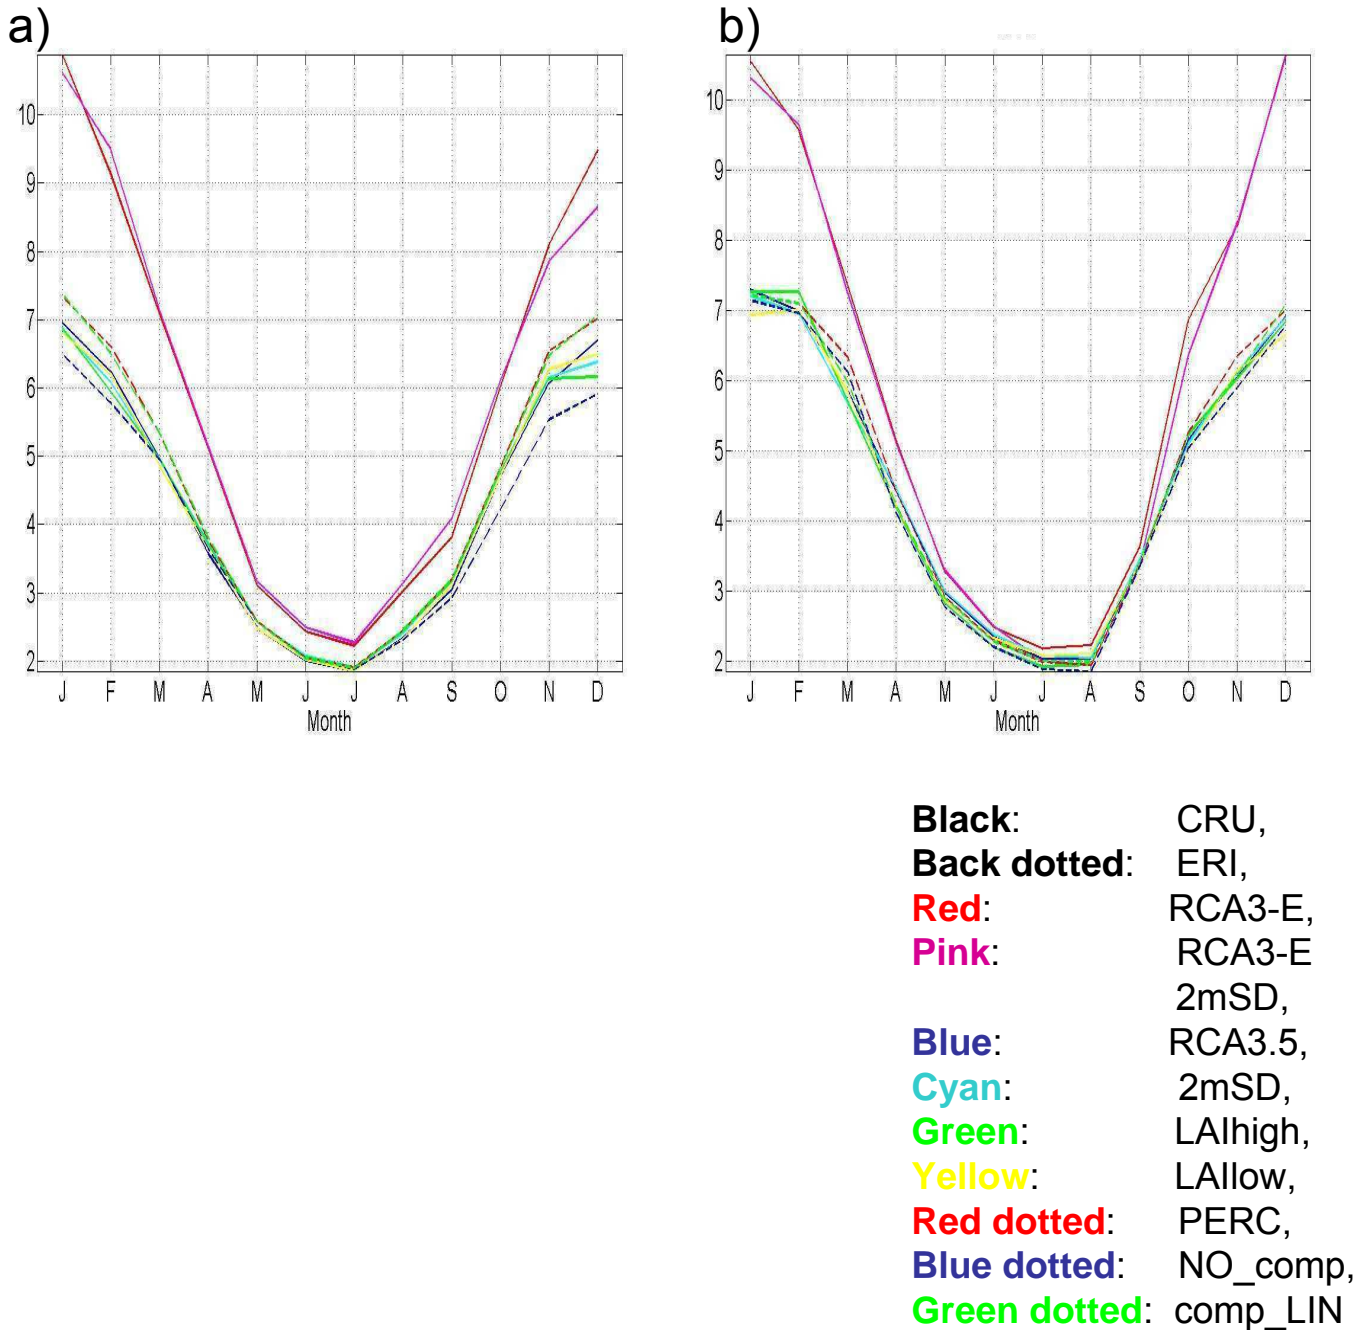 a)
10
9
8
7
6
5
4
3
2
J F M A M J J A S O N D
Month
b)
10
9
8
7
6
5
4
3
2
J F M A M J J A S O N D
Month
Black: CRU,
Back dotted: ERI,
Red: RCA3-E,
Pink: RCA3-E
2mSD,
Blue: RCA3.5,
Cyan: 2mSD,
Green: LAIhigh,
Yellow: LAIlow,
Red dotted: PERC,
Blue dotted: NO_comp,
Green dotted: comp_LIN